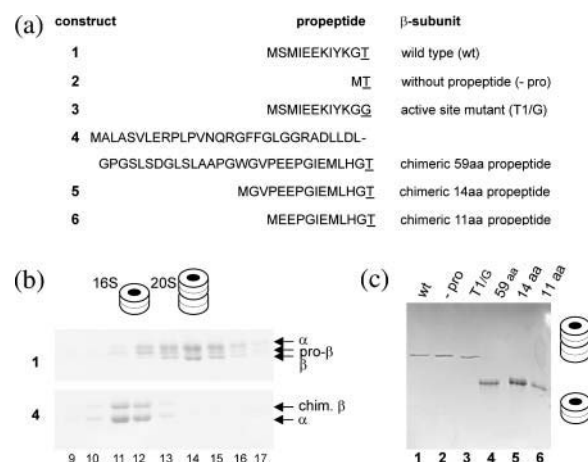 (a) construct propeptide β-subunit
1 MSMIEEKIYKGT wild type (wt)
2 MT without propeptide (- pro)
3 MSMIEEKIYKGG active site mutant (T1/G)
4 MALASVLERPLPVNQRGFFGLGGRADLLDL-
GPGSLSDGLSLAAPGWGVPEEPGIEMLHGT chimeric 59aa propeptide
5 MGVPEEPGIEMLHGT chimeric 14aa propeptide
6 MEEPGIEMLHGT chimeric 11aa propeptide
(b) 16S 20S
1 α
pro-β
β
4 chim. β
α
9 10 11 12 13 14 15 16 17
(c) wt - pro T1/G 59 aa 14 aa 11 aa
1 2 3 4 5 6